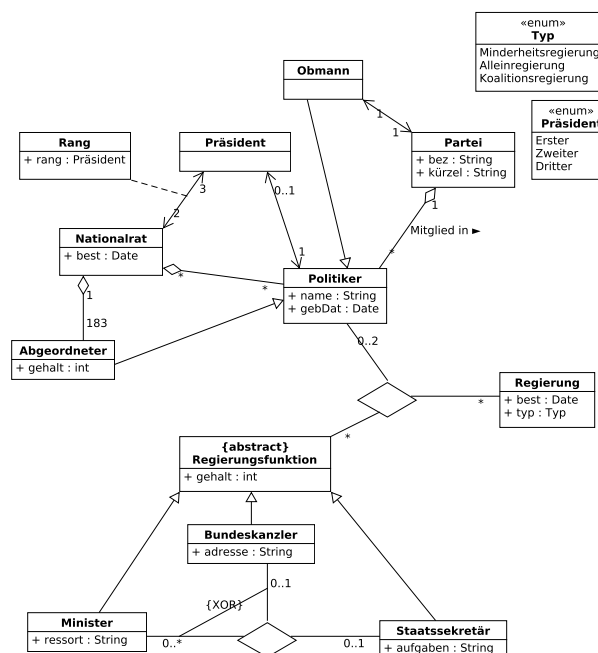 «enum»
Typ
Minderheitsregierung
Alleinregierung
Koalitionsregierung
Obmann
«enum»
Präsident
Erster
Zweiter
Dritter
1
1
Rang
+ rang : Präsident
Präsident
Partei
+ bez : String
+ kürzel : String
3
0..1
1
2
Mitglied in ►
Nationalrat
+ best : Date
*
1
*
*
Politiker
+ name : String
+ gebDat : Date
1
183
Abgeordneter
+ gehalt : int
0..2
Regierung
+ best : Date
+ typ : Typ
*
*
{abstract}
Regierungsfunktion
+ gehalt : int
Bundeskanzler
+ adresse : String
0..1
{XOR}
Minister
+ ressort : String
0..*
0..1
Staatssekretär
+ aufgaben : String